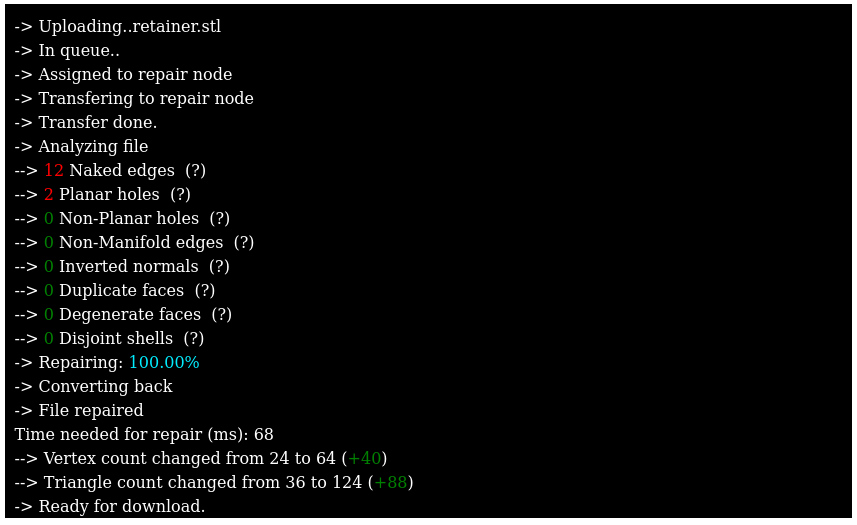 -> Uploading..retainer.stl
-> In queue..
-> Assigned to repair node
-> Transfering to repair node
-> Transfer done.
-> Analyzing file
--> 12 Naked edges  (?)
--> 2 Planar holes  (?)
--> 0 Non-Planar holes  (?)
--> 0 Non-Manifold edges  (?)
--> 0 Inverted normals  (?)
--> 0 Duplicate faces  (?)
--> 0 Degenerate faces  (?)
--> 0 Disjoint shells  (?)
-> Repairing: 100.00%
-> Converting back
-> File repaired
Time needed for repair (ms): 68
--> Vertex count changed from 24 to 64 (+40)
--> Triangle count changed from 36 to 124 (+88)
-> Ready for download.